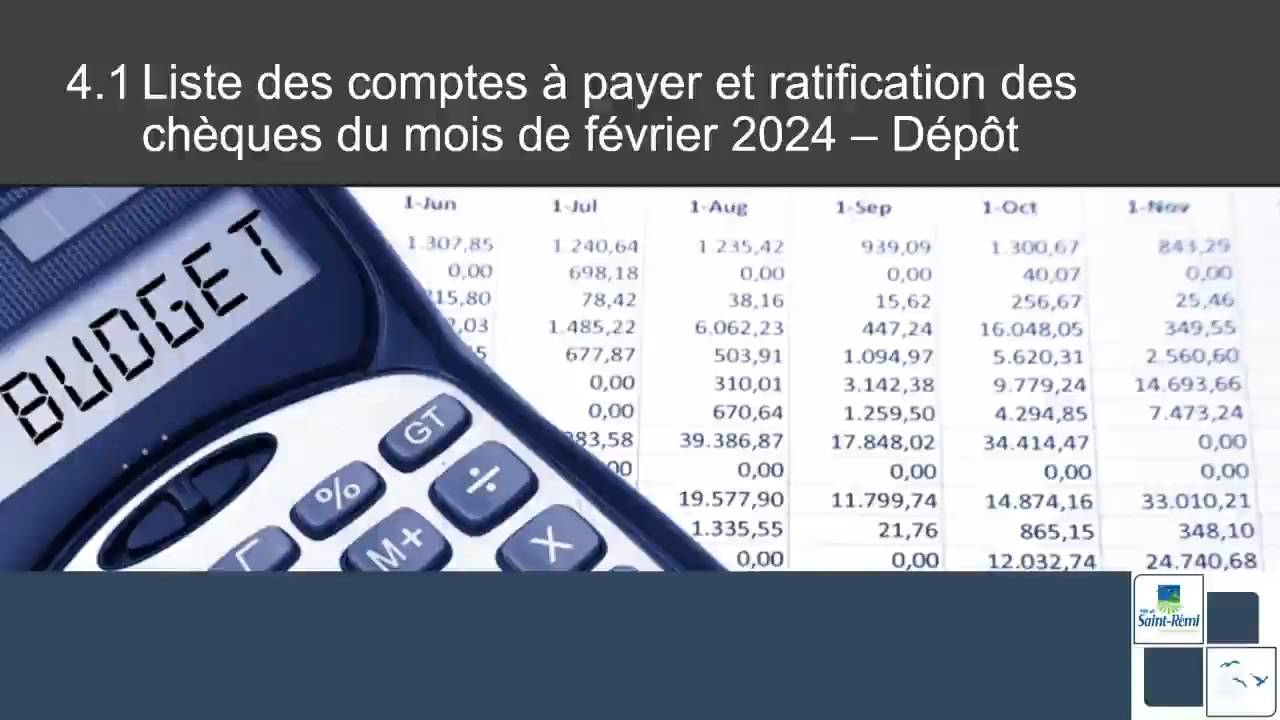 4.1 Liste des comptes à payer et ratification des
chèques du mois de février 2024 – Dépôt
BUDGET
1-Jun 1-Jul 1-Aug 1-Sep 1-Oct 1-Nov
1.307,85 1.240,64 1.235,42 939,09 1.300,67 843,29
0,00 698,18 0,00 0,00 40,07 0,00
15,80 78,42 38,16 15,62 256,67 25,46
2,03 1.485,22 6.062,23 447,24 16.048,05 349,55
5 677,87 503,91 1.094,97 5.620,31 2.560,60
0,00 310,01 3.142,38 9.779,24 14.693,66
0,00 670,64 1.259,50 4.294,85 7.473,24
83,58 39.386,87 17.848,02 34.414,47 0,00
00 0,00 0,00 0,00 0,00
19.577,90 11.799,74 14.874,16 33.010,21
1.335,55 21,76 865,15 348,10
0,00 0,00 12.032,74 24.740,68
GT
% ÷
√ M+ X
Saint-Rémi